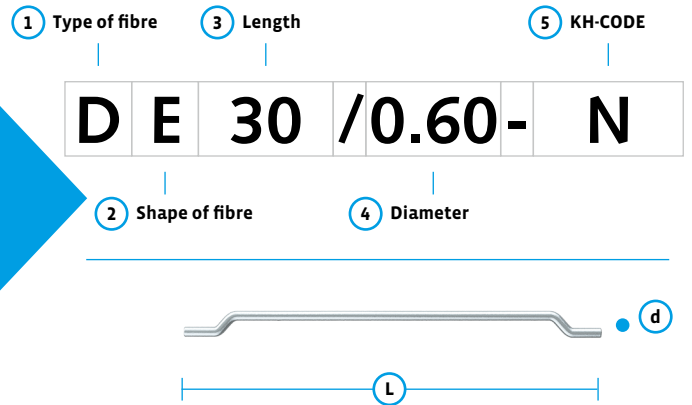 1 Type of fibre 3 Length 5 KH-CODE
D E 30 /0.60- N
2 Shape of fibre 4 Diameter
d
L